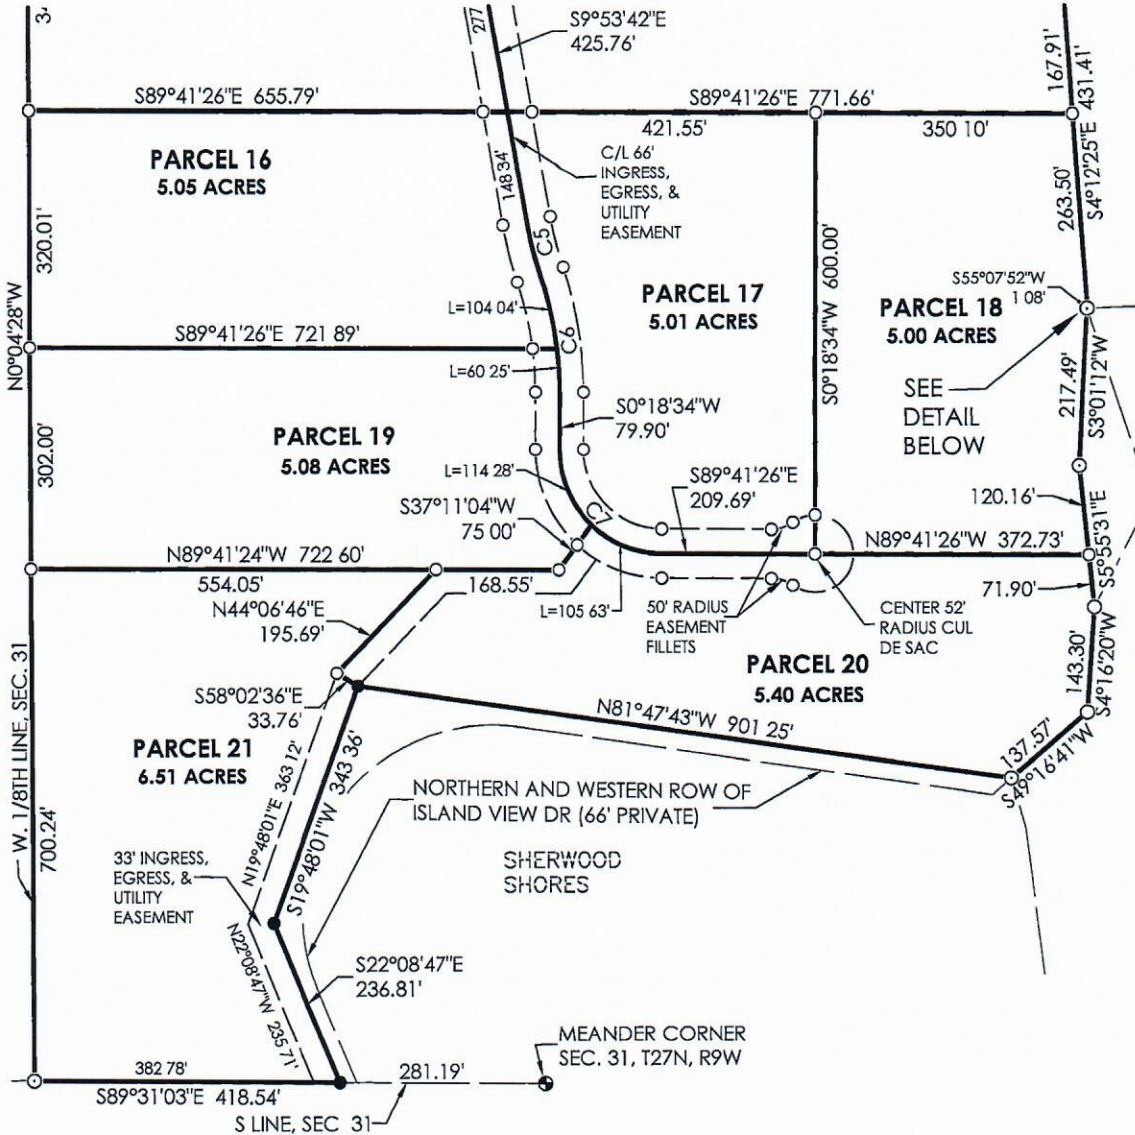 3-
277
S9°53'42"E
425.76'
167.91'
S4°12'25"E 431.41'
S89°41'26"E 655.79'
S89°41'26"E 771.66'
421.55'
350 10'
PARCEL 16
5.05 ACRES
148 34'
C/L 66'
INGRESS,
EGRESS, &
UTILITY
EASEMENT
263.50'
320.01'
C5
S0°18'34"W 600.00'
S55°07'52"W
1 08'
PARCEL 17
5.01 ACRES
PARCEL 18
5.00 ACRES
L=104 04'
N0°04'28"W
S89°41'26"E 721 89'
C6
L=60 25'
SEE
DETAIL
BELOW
217.49'
S3°01'12"W
S0°18'34"W
79.90'
PARCEL 19
5.08 ACRES
302.00'
L=114 28'
S89°41'26"E
209.69'
S37°11'04"W
75 00'
C7
120.16'
S5°55'31"E
N89°41'24"W 722 60'
N89°41'26"W 372.73'
554.05'
168.55'
71.90'
N44°06'46"E
195.69'
L=105 63'
50' RADIUS
EASEMENT
FILLETS
CENTER 52'
RADIUS CUL
DE SAC
W. 1/8TH LINE, SEC. 31
PARCEL 20
5.40 ACRES
143.30'
S4°16'20"W
S58°02'36"E
33.76'
N81°47'43"W 901 25'
PARCEL 21
6.51 ACRES
137.57'
S49°16'41"W
N19°48'01"E 363 12'
S19°48'01"W 343 36'
NORTHERN AND WESTERN ROW OF
ISLAND VIEW DR (66' PRIVATE)
700.24'
33' INGRESS,
EGRESS, &
UTILITY
EASEMENT
SHERWOOD
SHORES
N22°08'47"W 235 71'
S22°08'47"E
236.81'
MEANDER CORNER
SEC. 31, T27N, R9W
382 78'
281.19'
S89°31'03"E 418.54'
S LINE, SEC 31